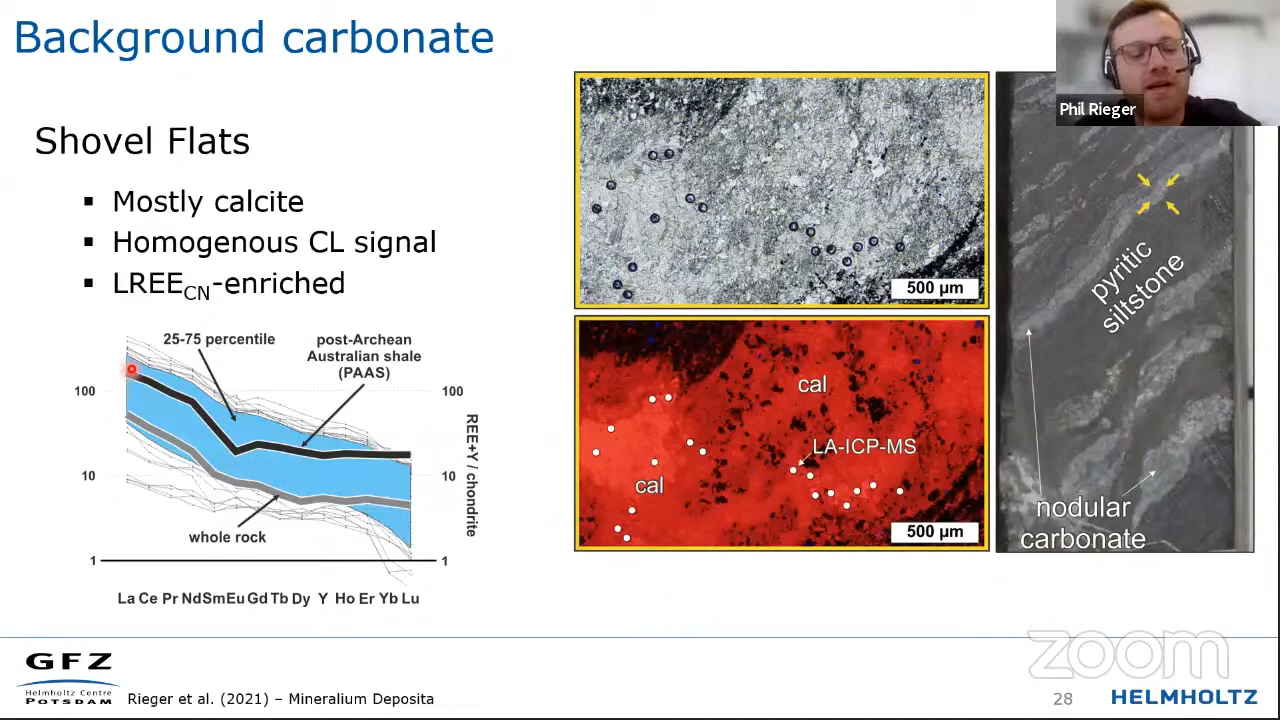 Background carbonate
Phil Rieger
Shovel Flats
▪ Mostly calcite
▪ Homogenous CL signal
▪ LREECN-enriched
25-75 percentile
post-Archean
Australian shale
(PAAS)
100
100
10
10
1
1
REE+Y / chondrite
whole rock
La Ce Pr Nd Sm Eu Gd Tb Dy Y Ho Er Yb Lu
500 µm
cal
LA-ICP-MS
cal
500 µm
pyritic
siltstone
nodular
carbonate
zoom
GFZ
Helmholtz Centre
POTSDAM
Rieger et al. (2021) – Mineralium Deposita
28
HELMHOLTZ